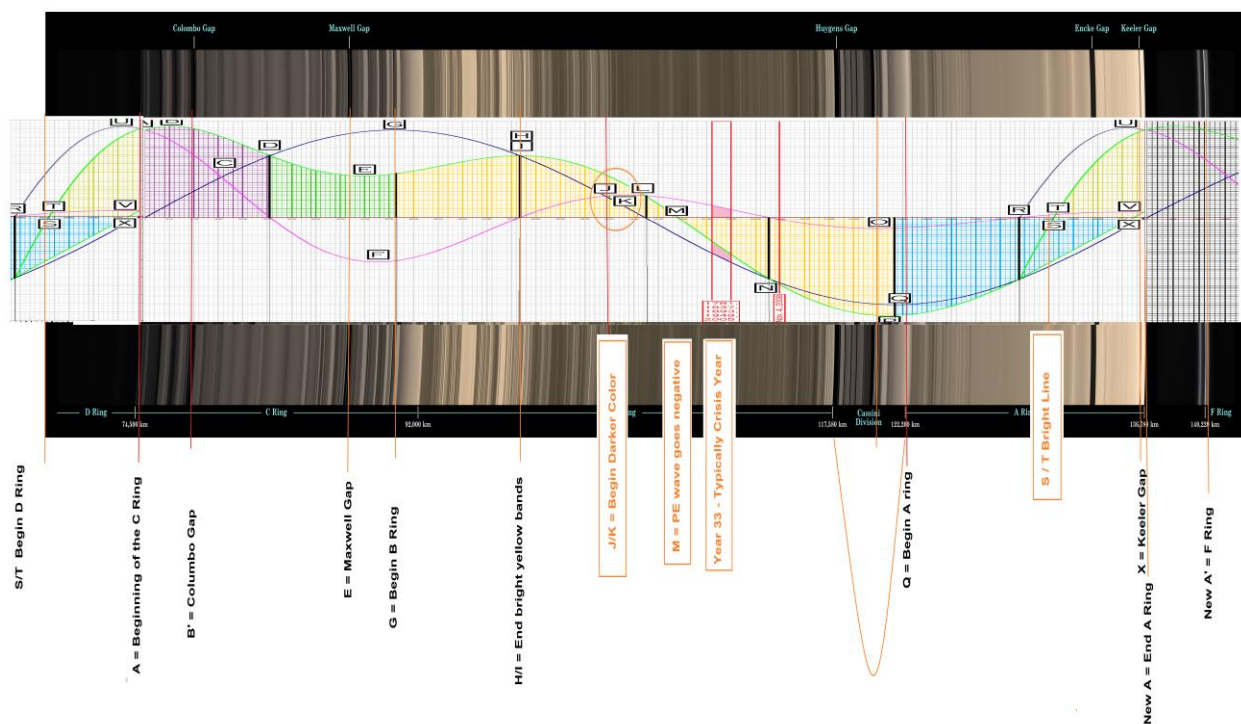 Colombo Gap
Maxwell Gap
Huygens Gap
Encke Gap
Keeler Gap
U
D
G
H
I
U
C
D
E
J
K
L
M
R
T
S
V
X
F
N
O
Q
R
T
S
V
X
Nov. 4, 2008
D Ring
C Ring
Cassini
Division
F Ring
74,500 km
92,000 km
117,580 km
122,200 km
136,780 km
140,220 km
S/T Begin D Ring
A = Beginning of the C Ring
B' = Columbo Gap
E = Maxwell Gap
G = Begin B Ring
H/I = End bright yellow bands
J/K = Begin Darker Color
M = PE wave goes negative
Year 33 - Typically Crisis Year
Q = Begin A ring
S / T Bright Line
X = Keeler Gap
New A = End A Ring
New A' = F Ring